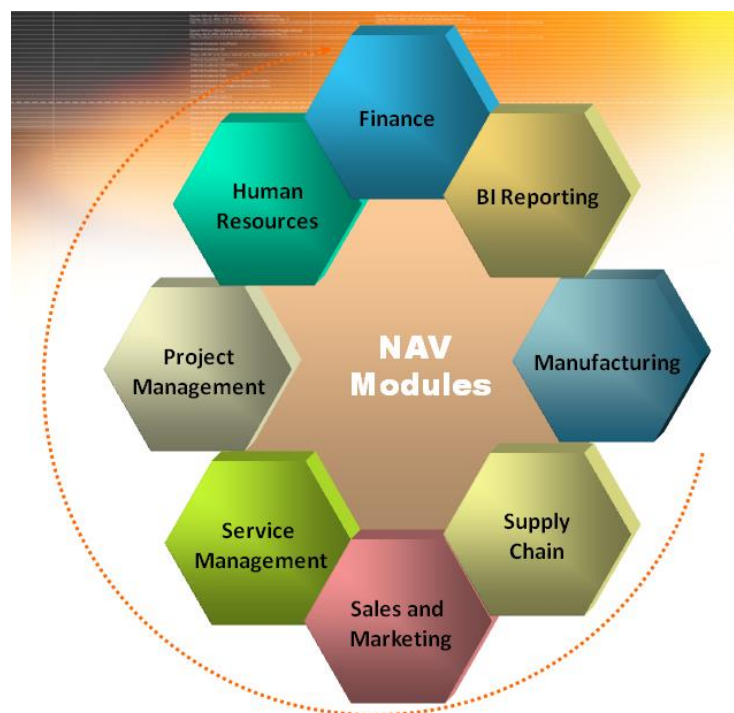 Finance
BI Reporting
Human
Resources
NAV
Modules
Manufacturing
Project
Management
Supply
Chain
Service
Management
Sales and
Marketing